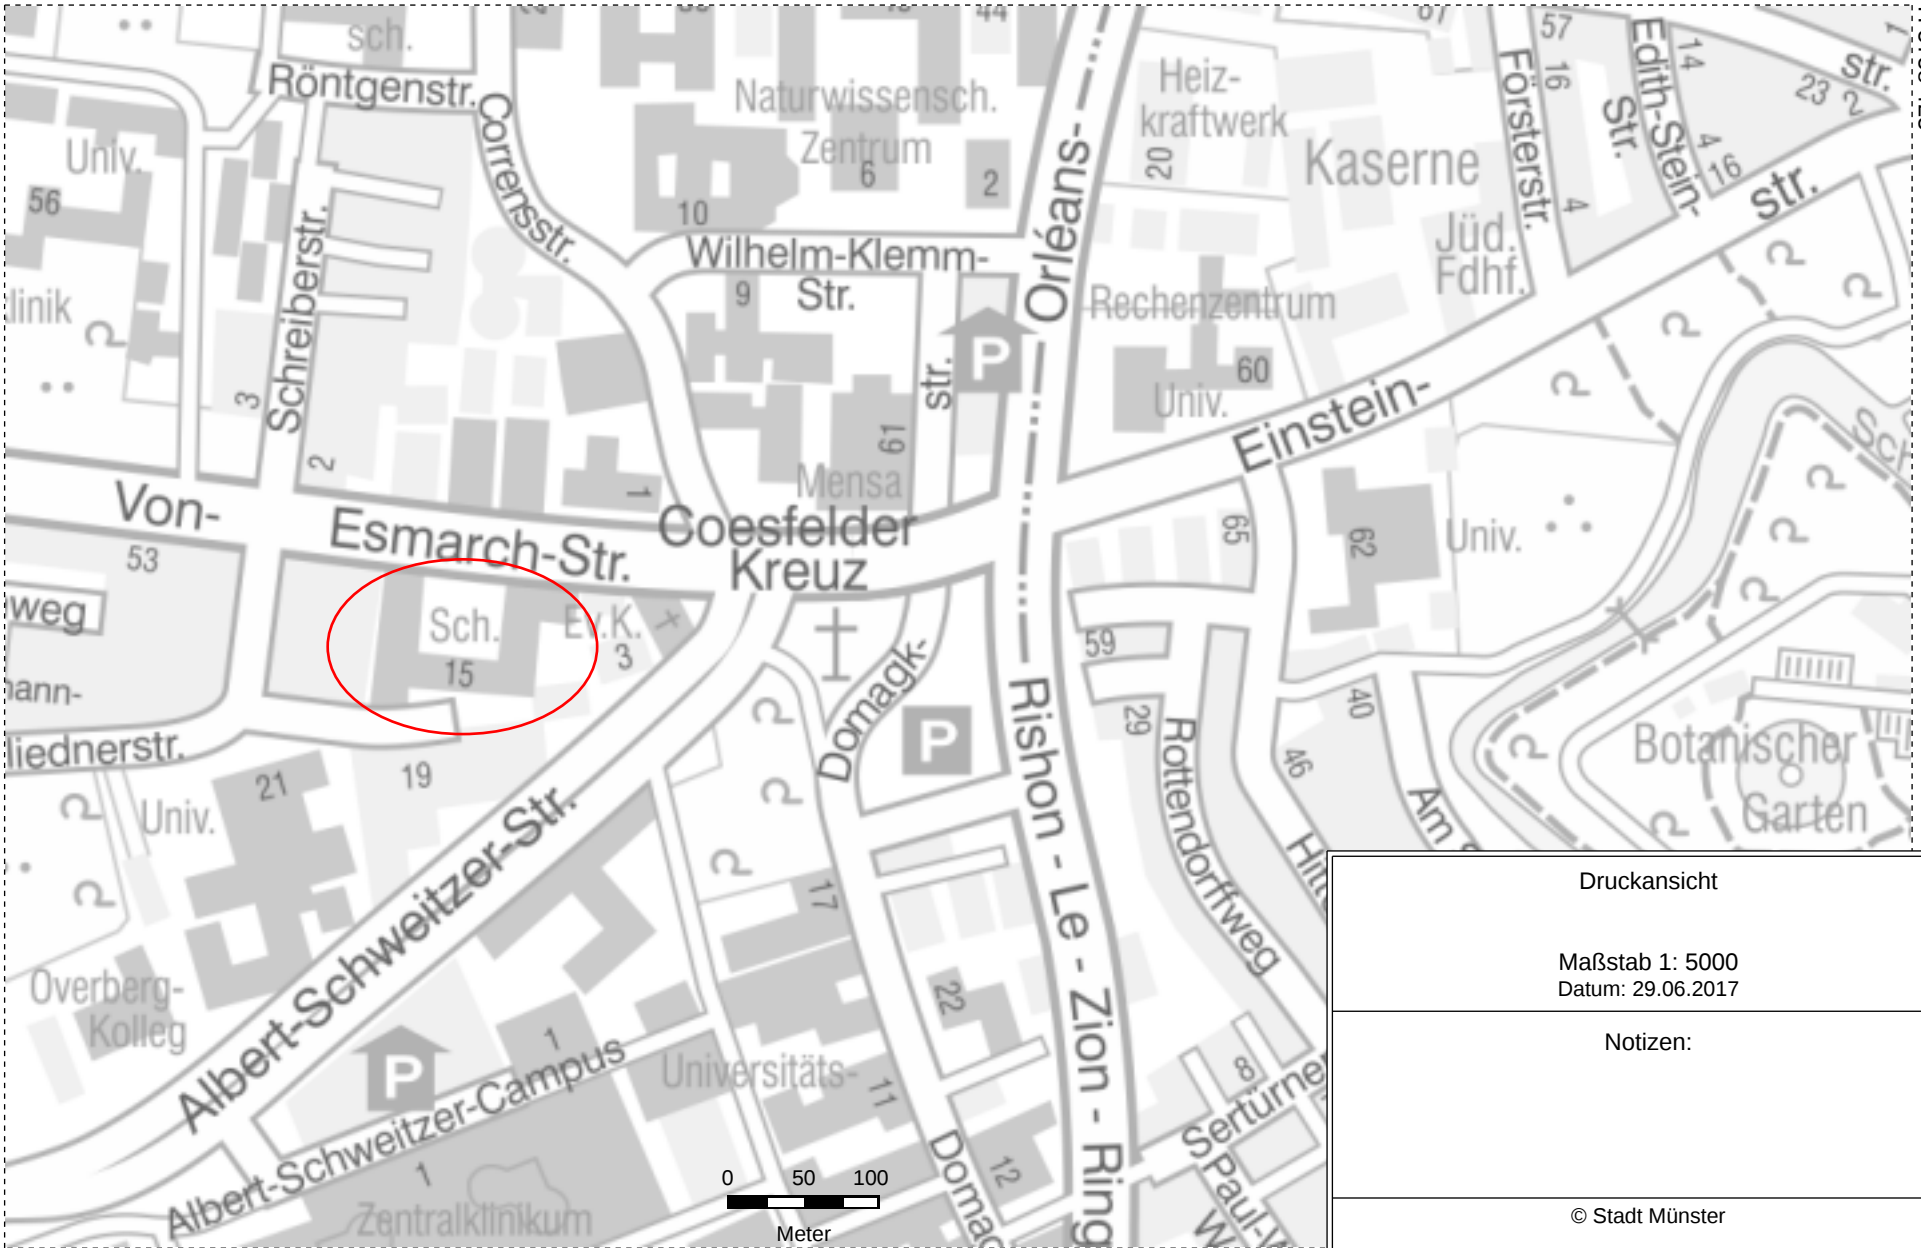 sch.
44
57
14
1
Röntgenstr.
Corrensstr.
Naturwissensch.
Zentrum
6
2
10
Heiz-
kraftwerk
20
Kaserne
Försterstr.
16
4
Edith-Stein-
Str.
4
16
23
2
str.
str.
Univ.
56
Schreiberstr.
3
2
Wilhelm-Klemm-
Str.
9
Orléans-
Jüd.
Fdhf.
Rechenzentrum
60
Univ.
P
str.
61
Mensa
1
Einstein-
Von-
Esmarch-Str.
Coesfelder
Kreuz
53
weg
Sch.
15
Ev.K.
3
65
62
Univ.
59
29
40
46
liednerstr.
21
19
Univ.
Domagk-
P
Rishon - Le - Zion - Ring
Rottendorffweg
Botanischer
Garten
Am
Albert-Schweitzer-Str.
17
22
Overberg-
Kolleg
P
1
Albert-Schweitzer-Campus
1
Zentralklinikum
Universitäts-
11
12
8
0 50 100
Meter
Druckansicht
Maßstab 1: 5000
Datum: 29.06.2017
Notizen:
© Stadt Münster